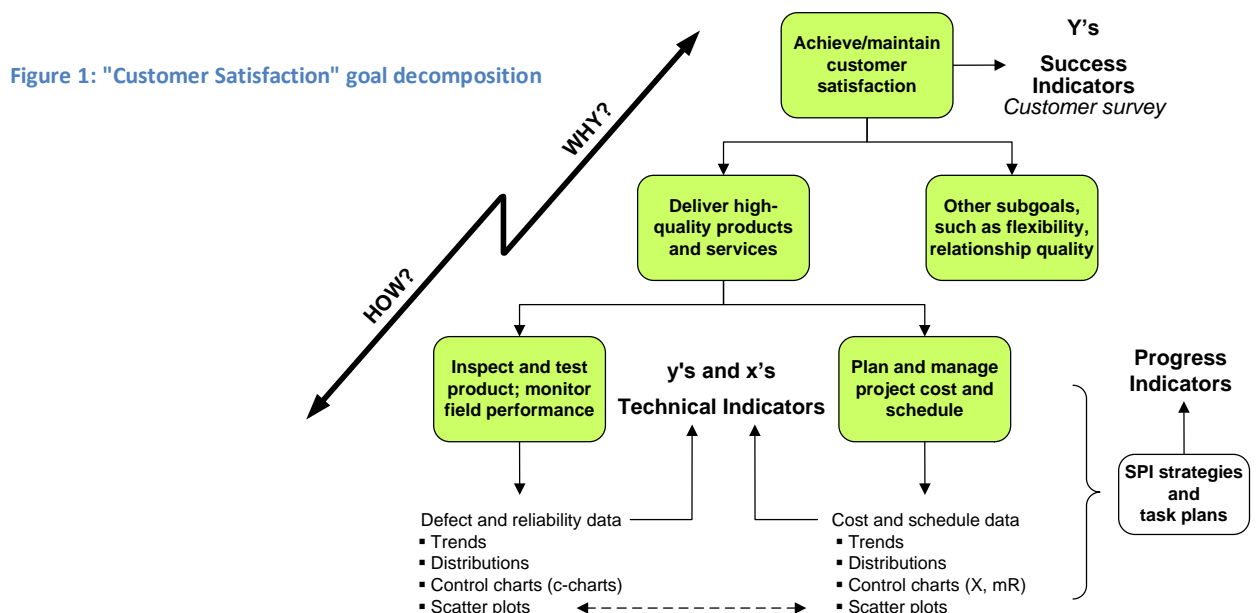 Figure 1: "Customer Satisfaction" goal decomposition
WHY?
HOW?
Achieve/maintain
customer
satisfaction
Y’s
Success
Indicators
Customer survey
Deliver high-
quality products
and services
Other subgoals,
such as flexibility,
relationship quality
Inspect and test
product; monitor
field performance
y's and x’s
Technical Indicators
Plan and manage
project cost and
schedule
Progress
Indicators
SPI strategies
and
task plans
Defect and reliability data
▪ Trends
▪ Distributions
▪ Control charts (c-charts)
▪ Scatter plots
Cost and schedule data
▪ Trends
▪ Distributions
▪ Control charts (X, mR)
▪ Scatter plots